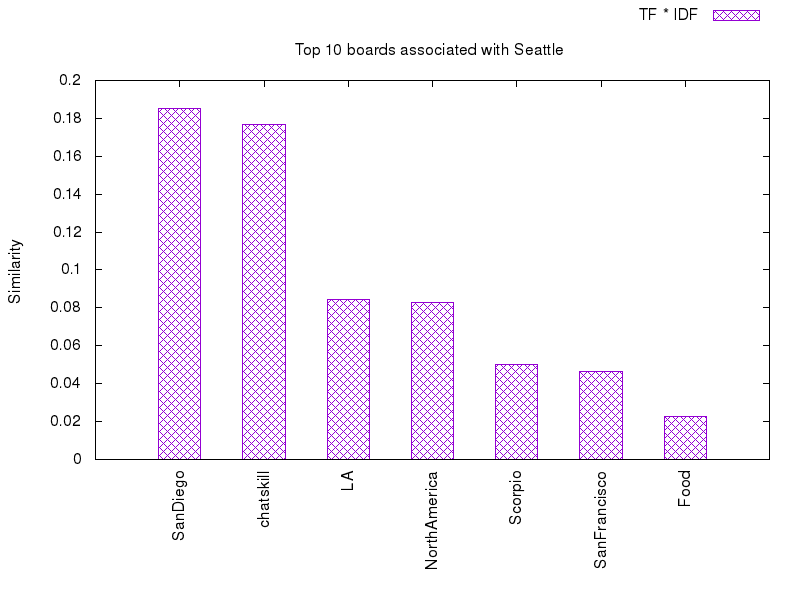 TF * IDF
Top 10 boards associated with Seattle
Similarity
0.2
0.18
0.16
0.14
0.12
0.1
0.08
0.06
0.04
0.02
0
SanDiego
chatskill
LA
NorthAmerica
Scorpio
SanFrancisco
Food